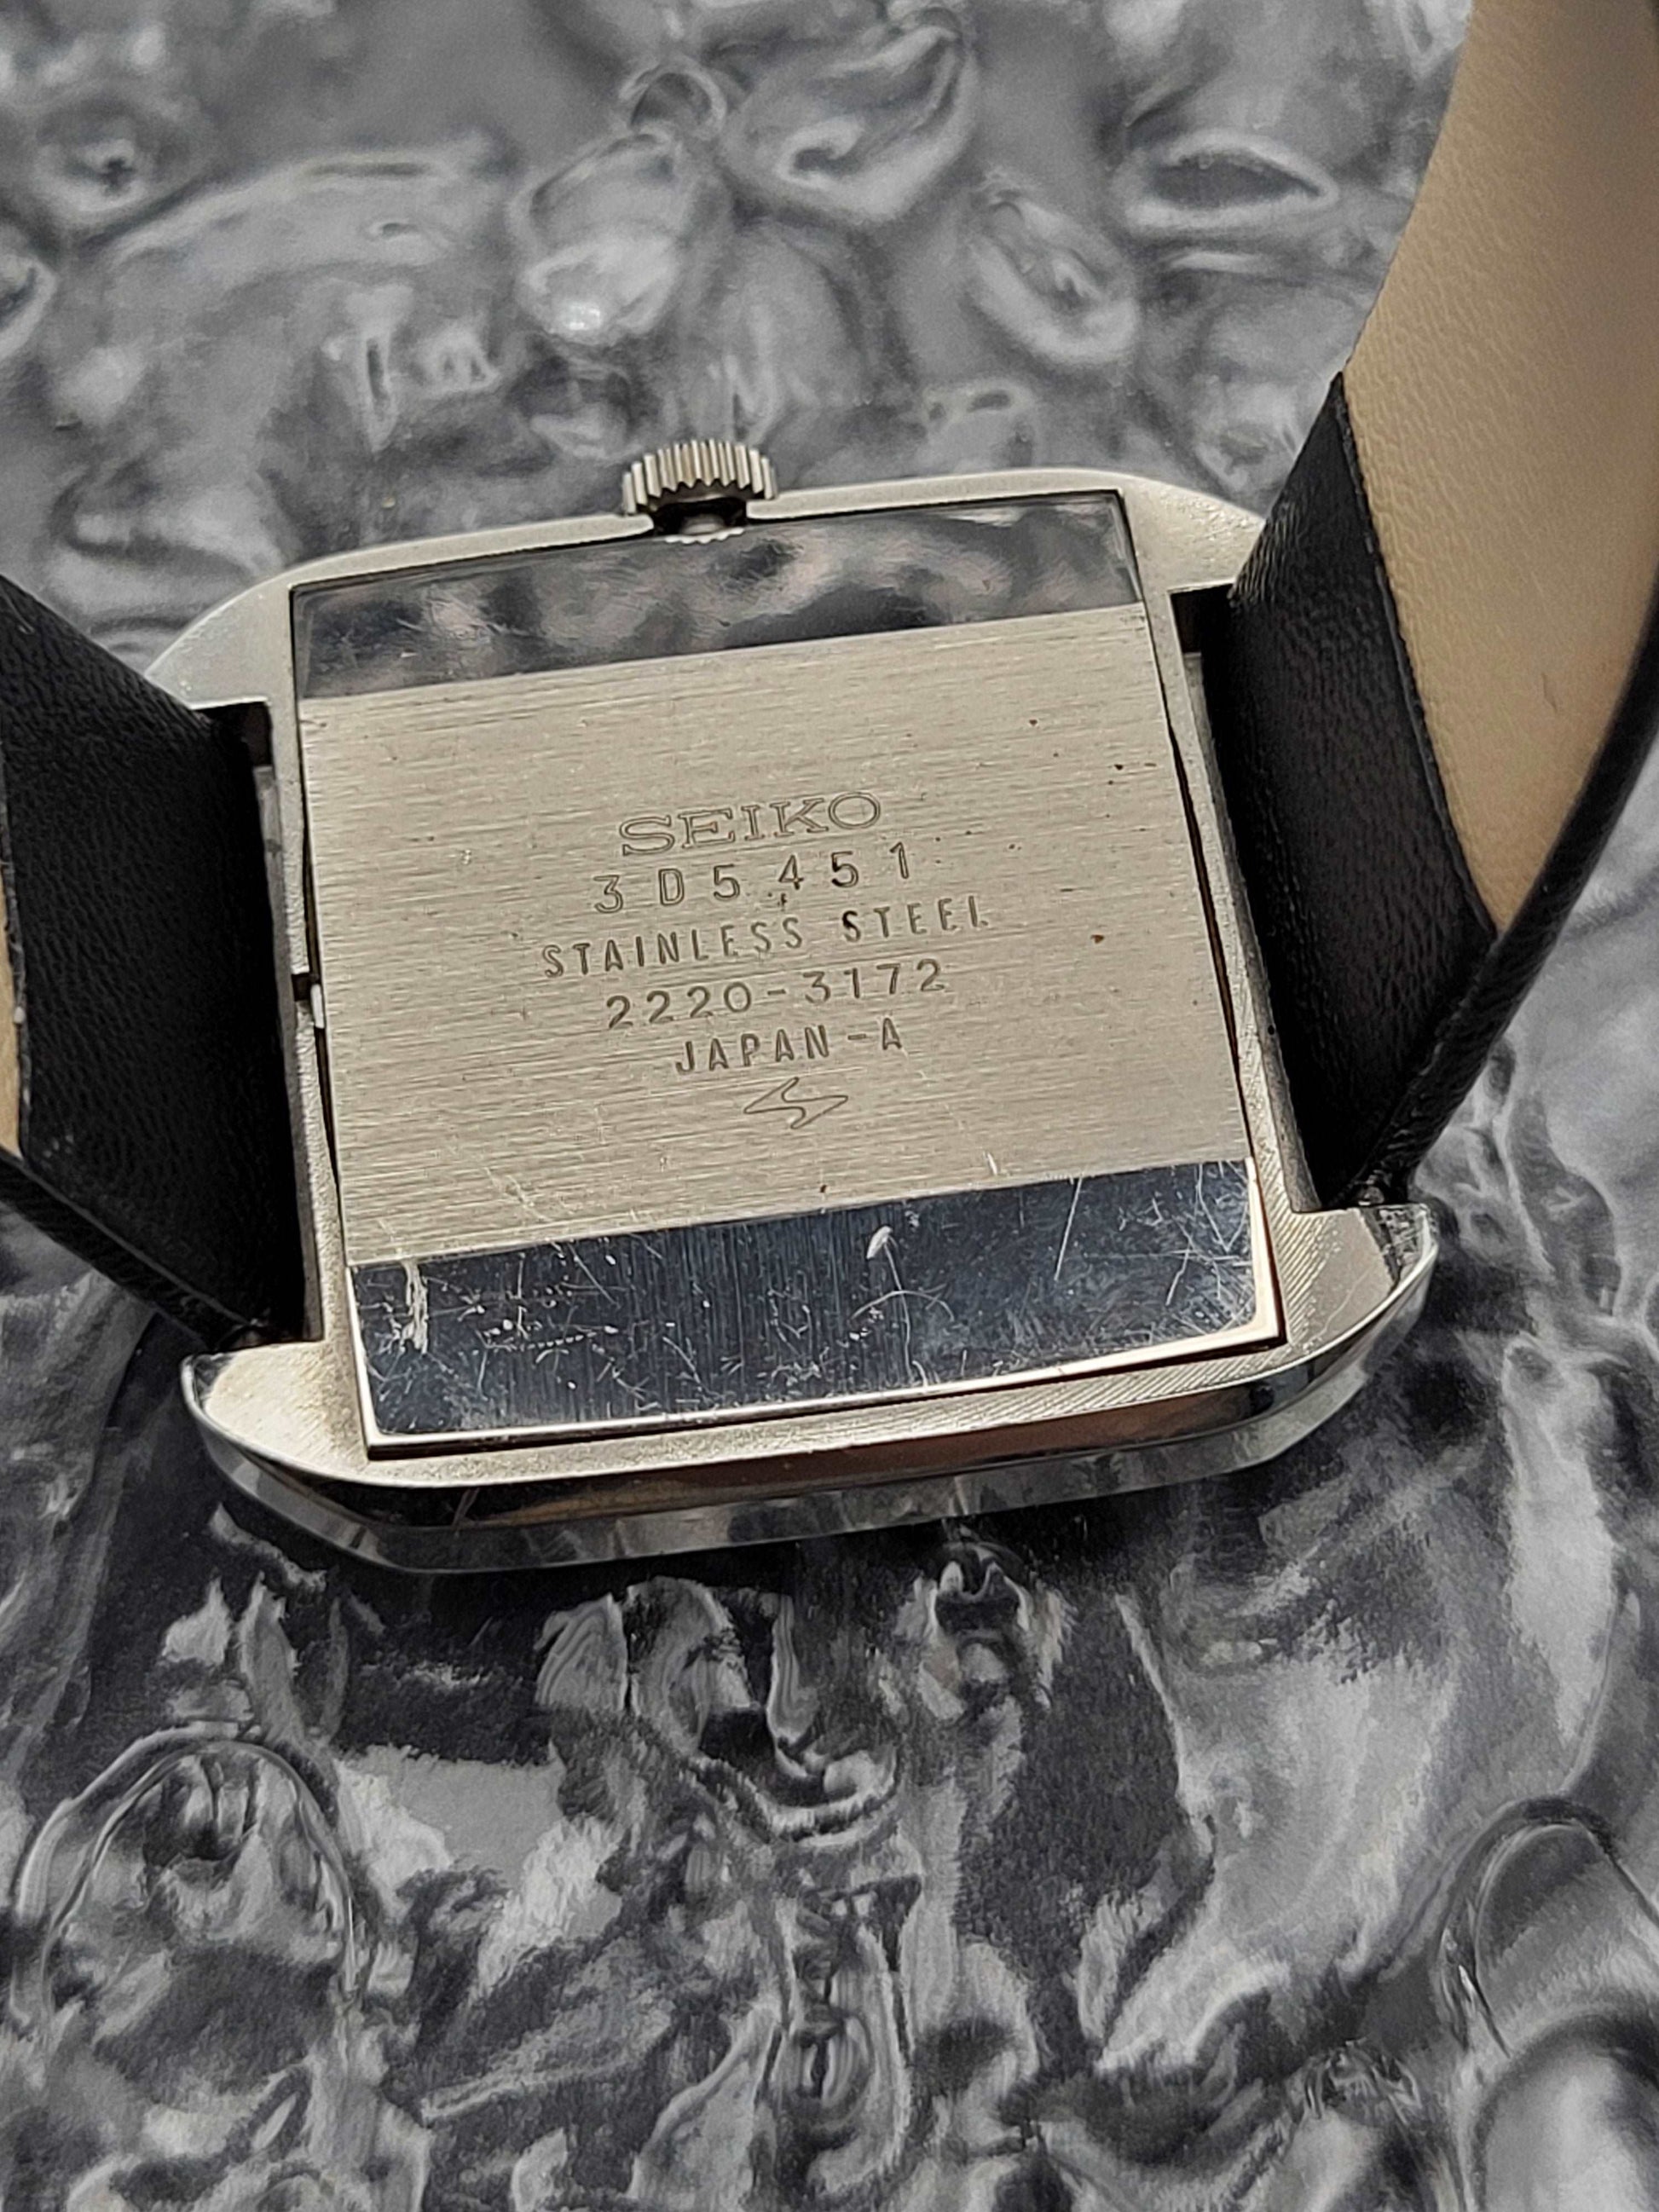 SEIKO
3D5451
STAINLESS STEEL
2220-3172
JAPAN-A